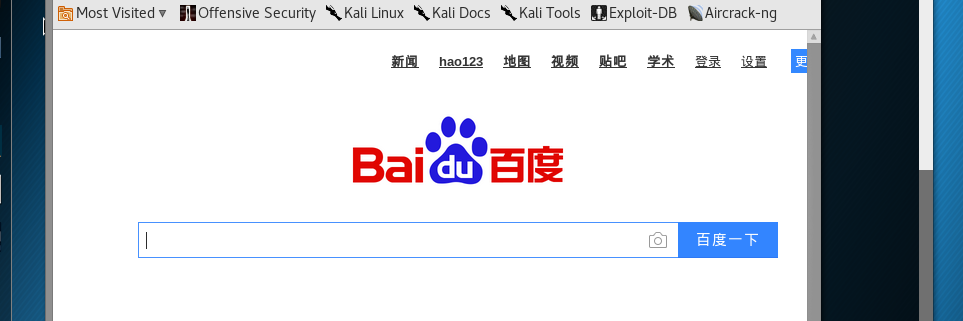 Most Visited Offensive Security Kali Linux Kali Docs Kali Tools Exploit-DB Aircrack-ng
新闻 hao123 地图 视频 贴吧 学术 登录 设置 更
Bai du 百度
百度一下